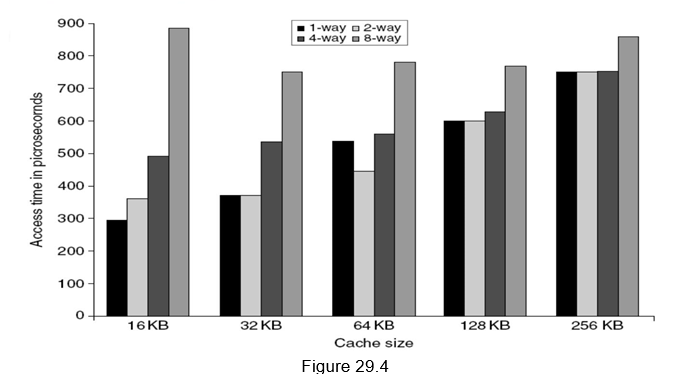 900
800
700
600
500
400
300
200
100
0
Access time in picroseconds
1-way 2-way
4-way 8-way
16 KB 32 KB 64 KB 128 KB 256 KB
Cache size
Figure 29.4